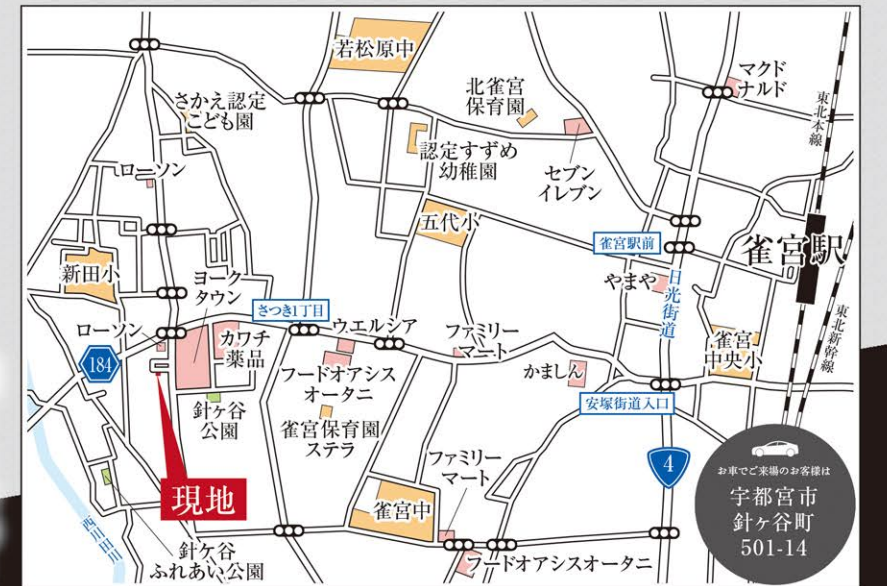 若松原中
マクド
ナルド
北雀宮
保育園
さかえ認定
こども園
東北本線
認定すずめ
幼稚園
セブン
イレブン
ローソン
五代小
雀宮駅前
雀宮駅
新田小
ヨーク
タウン
やまや
日光街道
さつき1丁目
ウエルシア
ファミリー
マート
ローソン
カワチ
薬品
雀宮
中央小
東北新幹線
184
フードオアシス
オータニ
かましん
安塚街道入口
針ヶ谷
公園
雀宮保育園
ステラ
ファミリー
マート
4
お車でご来場のお客様は
宇都宮市
針ヶ谷町
501-14
現地
雀宮中
西川田川
針ケ谷
ふれあい公園
フードオアシスオータニ